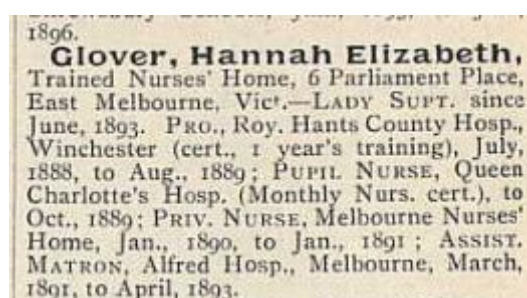 1896.
Glover, Hannah Elizabeth,
Trained Nurses' Home, 6 Parliament Place,
East Melbourne, Vict.—LADY SUPT. since
June, 1893. PRO., Roy. Hants County Hosp.,
Winchester (cert., 1 year's training), July,
1888, to Aug., 1889; PUPIL NURSE, Queen
Charlotte's Hosp. (Monthly Nurs. cert.), to
Oct., 1889; PRIV. NURSE, Melbourne Nurses'
Home, Jan., 1890, to Jan., 1891; ASSIST.
MATRON, Alfred Hosp., Melbourne, March,
1891, to April, 1893.